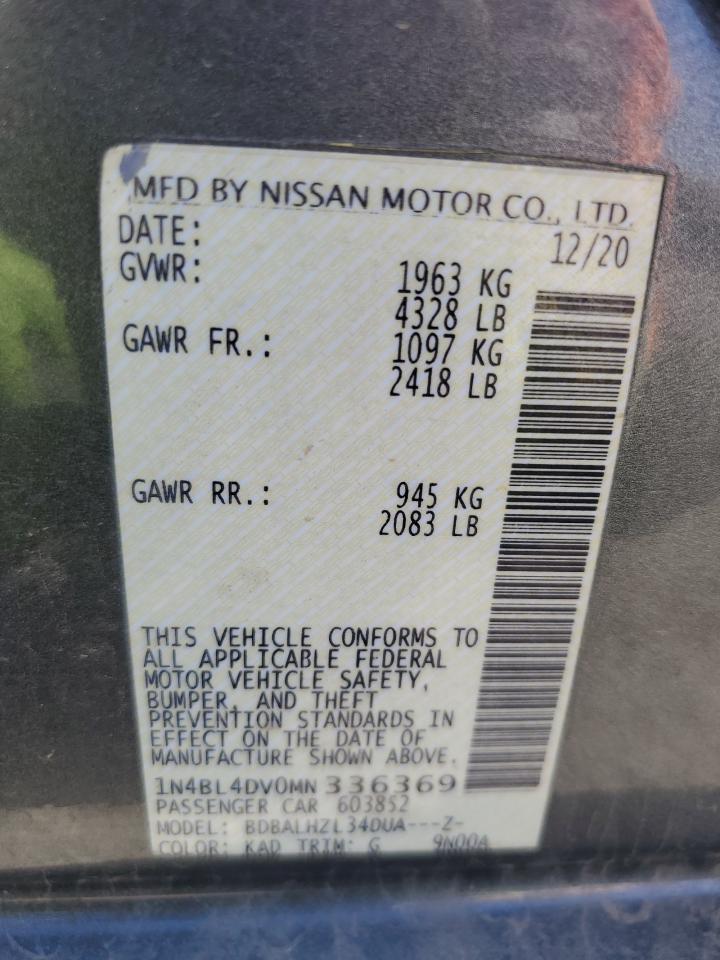 MFD BY NISSAN MOTOR CO., LTD.
DATE: 12/20
GVWR: 1963 KG
4328 LB
GAWR FR.: 1097 KG
2418 LB
GAWR RR.: 945 KG
2083 LB
THIS VEHICLE CONFORMS TO
ALL APPLICABLE FEDERAL
MOTOR VEHICLE SAFETY,
BUMPER, AND THEFT
PREVENTION STANDARDS IN
EFFECT ON THE DATE OF
MANUFACTURE SHOWN ABOVE.
1N4BL4DV0MN336369
PASSENGER CAR 603852
MODEL: BDBALHZL34DUA---Z-
COLOR: KAD TRIM: G 9N00A